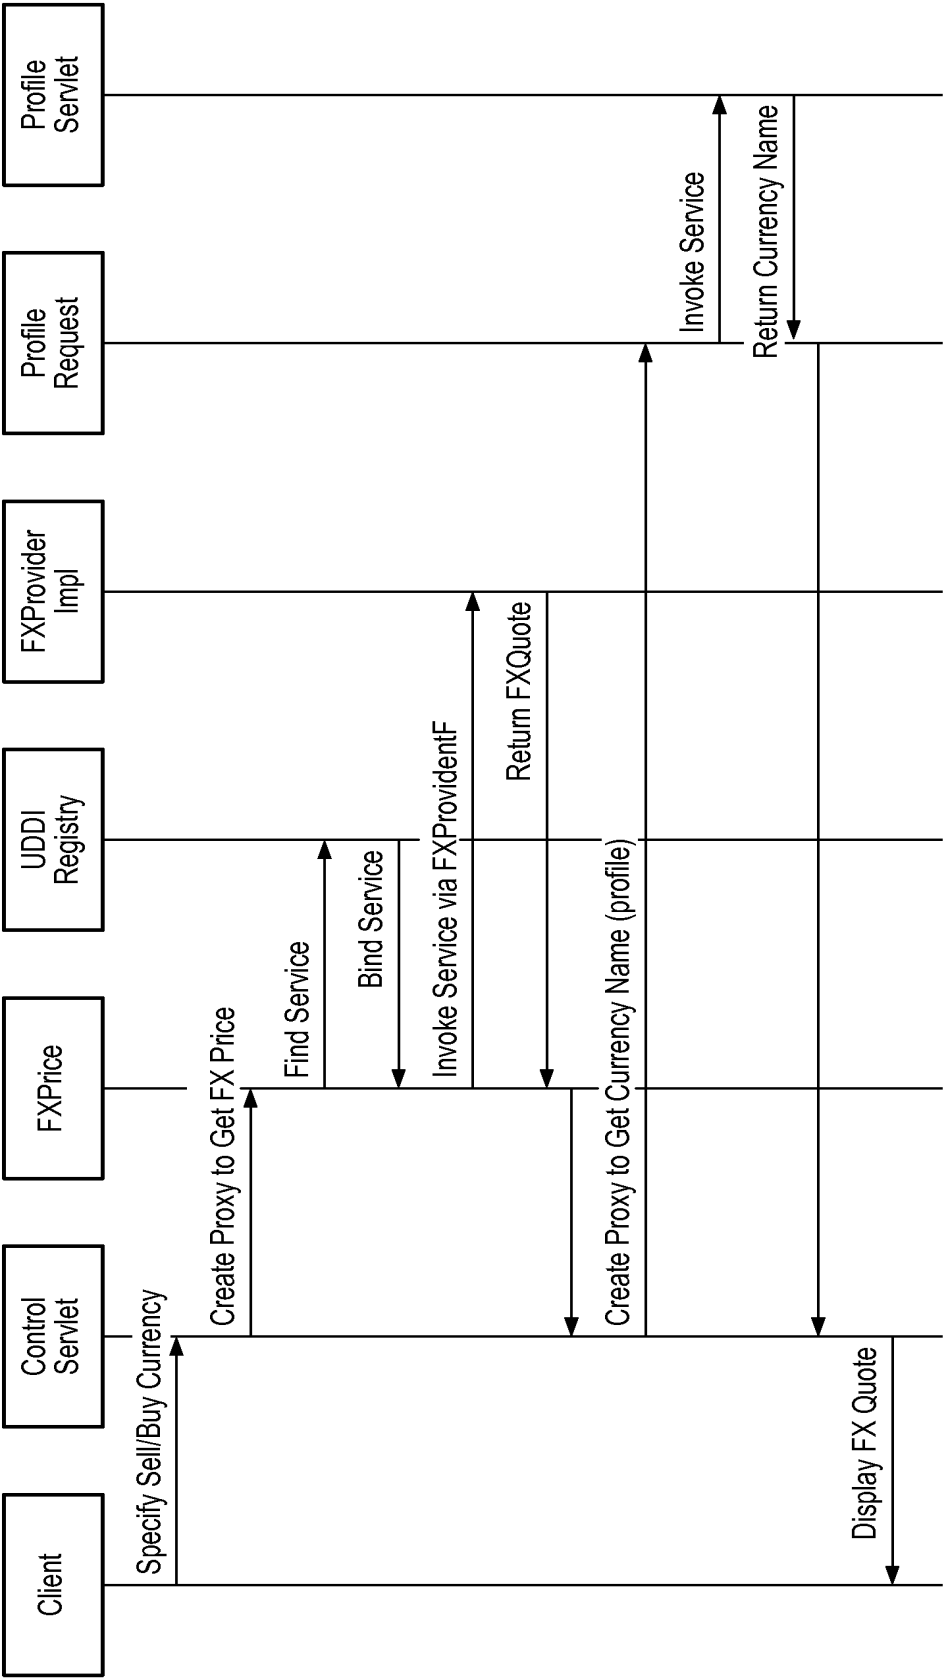 Client
Control
Servlet
FXPrice
UDDI
Registry
FXProvider
Impl
Profile
Request
Profile
Servlet
Specify Sell/Buy Currency
Create Proxy to Get FX Price
Find Service
Bind Service
Invoke Service via FXProvidentF
Return FXQuote
Create Proxy to Get Currency Name (profile)
Invoke Service
Return Currency Name
Display FX Quote